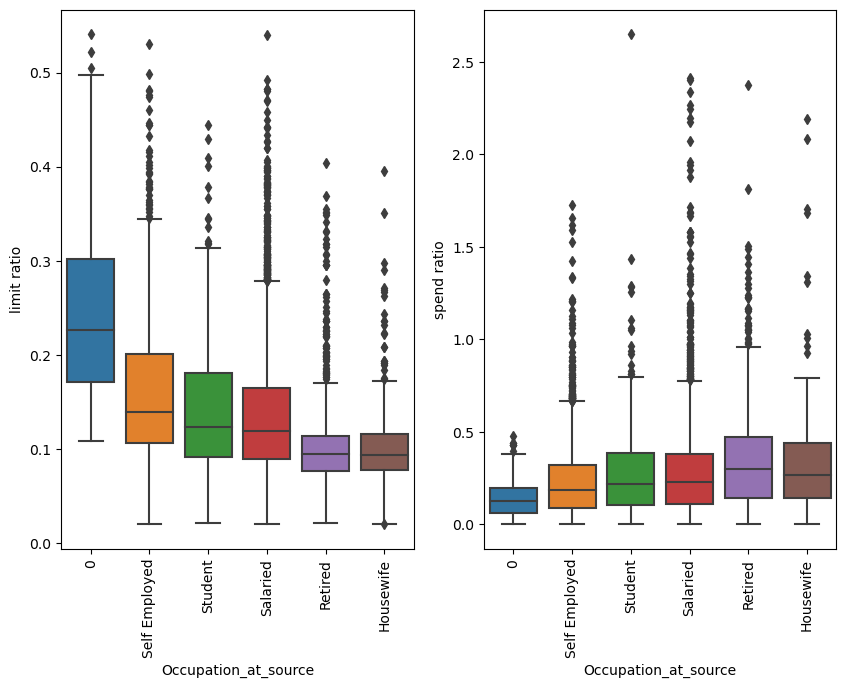 limit ratio
0.5
0.4
0.3
0.2
0.1
0.0
0
Self Employed
Student
Salaried
Retired
Housewife
Occupation_at_source
spend ratio
2.5
2.0
1.5
1.0
0.5
0.0
0
Self Employed
Student
Salaried
Retired
Housewife
Occupation_at_source